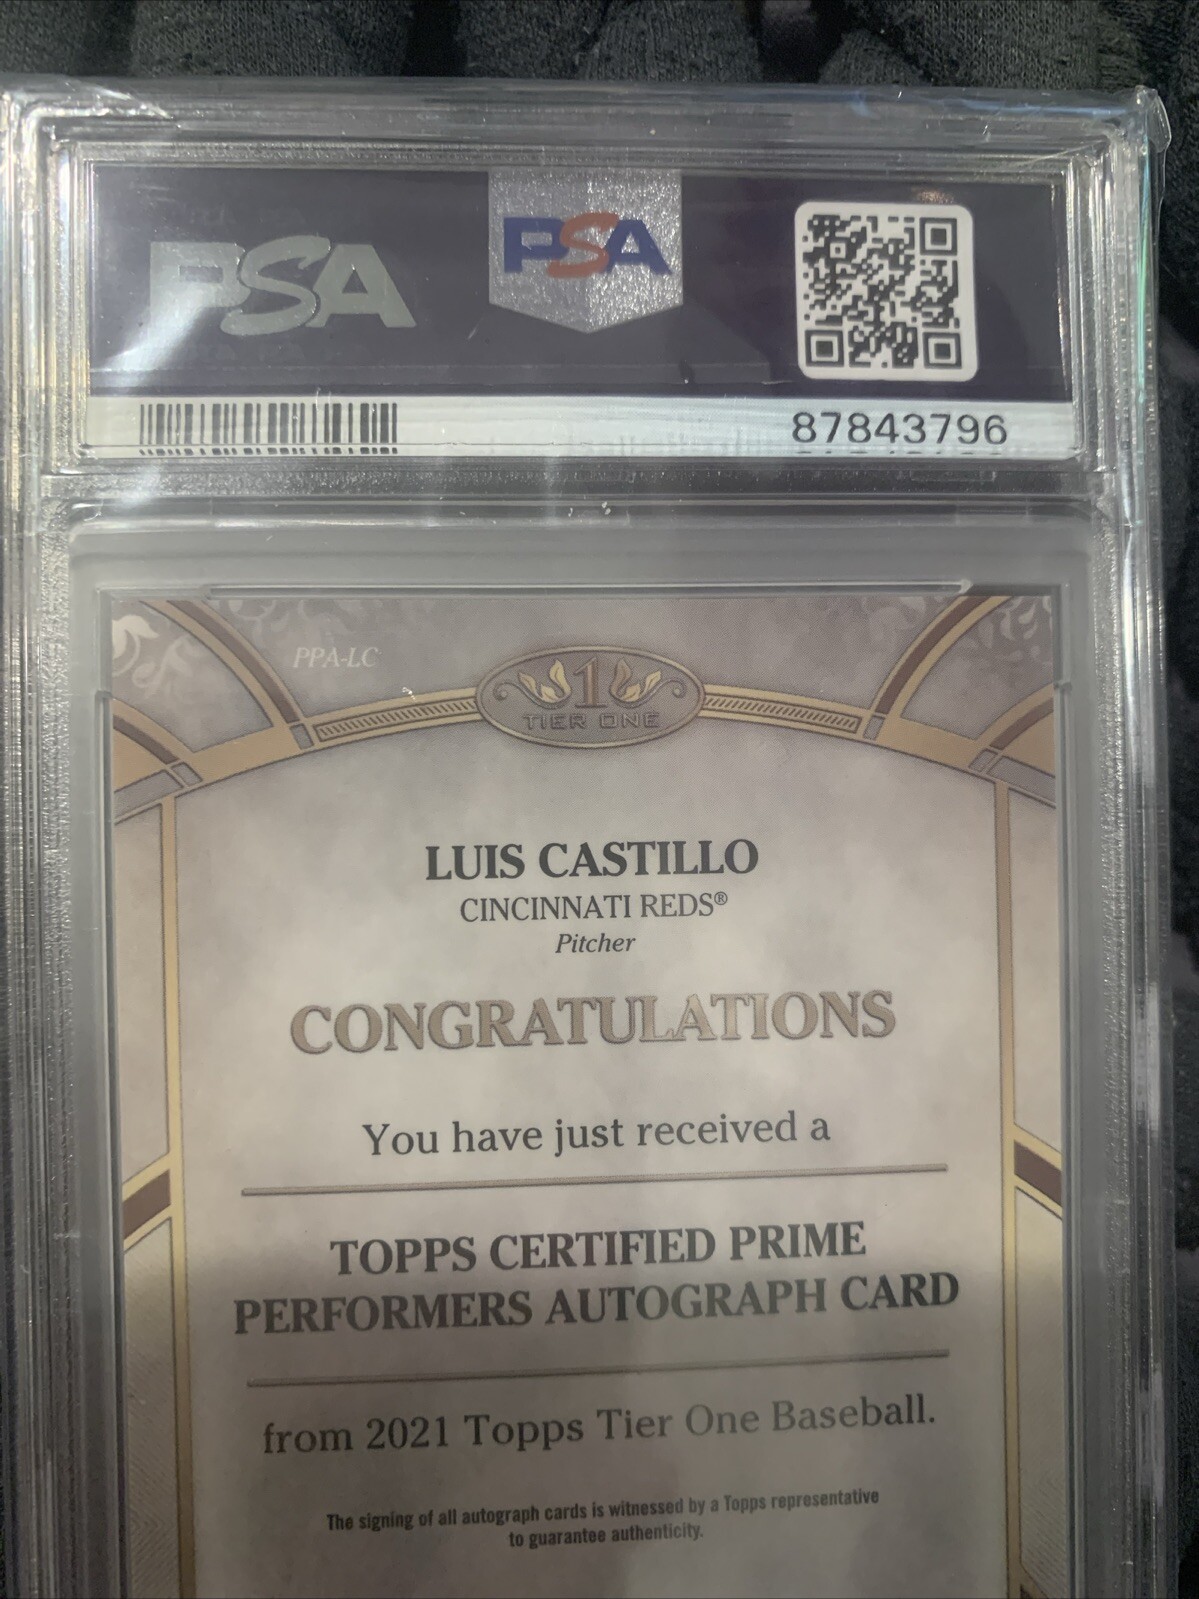 PSA
PSA
87843796
PPA-LC
1
TIER ONE
LUIS CASTILLO
CINCINNATI REDS®
Pitcher
CONGRATULATIONS
You have just received a
TOPPS CERTIFIED PRIME
PERFORMERS AUTOGRAPH CARD
from 2021 Topps Tier One Baseball.
The signing of all autograph cards is witnessed by a Topps representative
to guarantee authenticity.